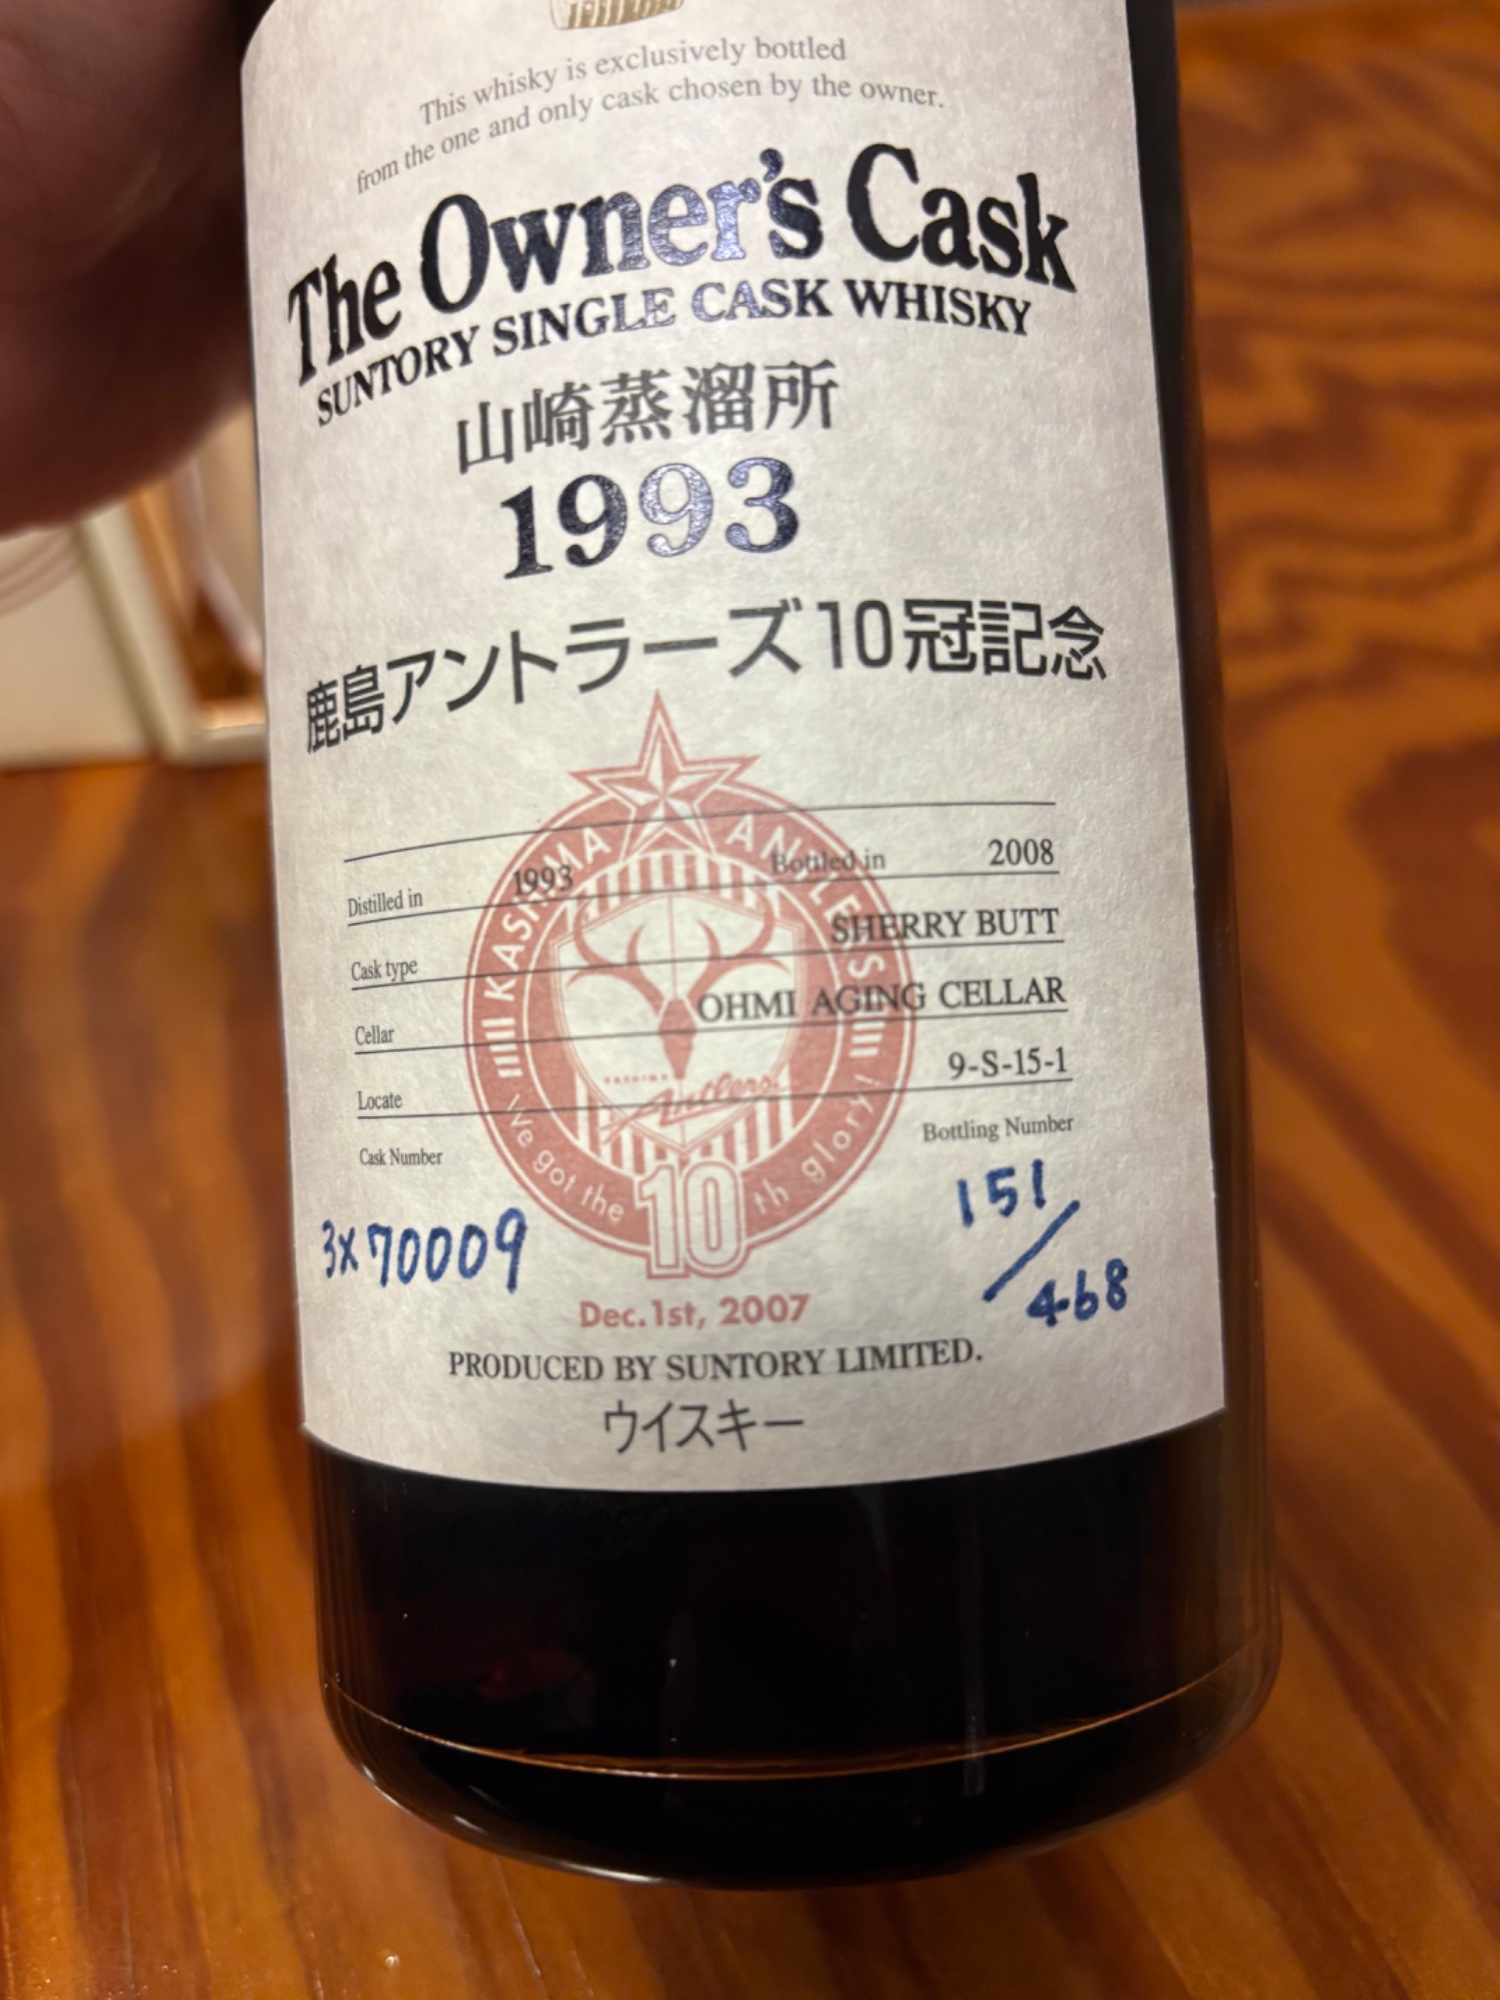 This whisky is exclusively bottled
from the one and only cask chosen by the owner.
The Owner's Cask
SUNTORY SINGLE CASK WHISKY
山崎蒸溜所
1993
鹿島アントラーズ10冠記念
KASHIMA ANTLERS
Distilled in 1993 Bottled in 2008
Cask type SHERRY BUTT
Cellar OHMI AGING CELLAR
Locate 9-S-15-1
KASHIMA
Antlers
We got the 10th glory!
Cask Number Bottling Number
3x70009 151/468
Dec.1st, 2007
PRODUCED BY SUNTORY LIMITED.
ウイスキー